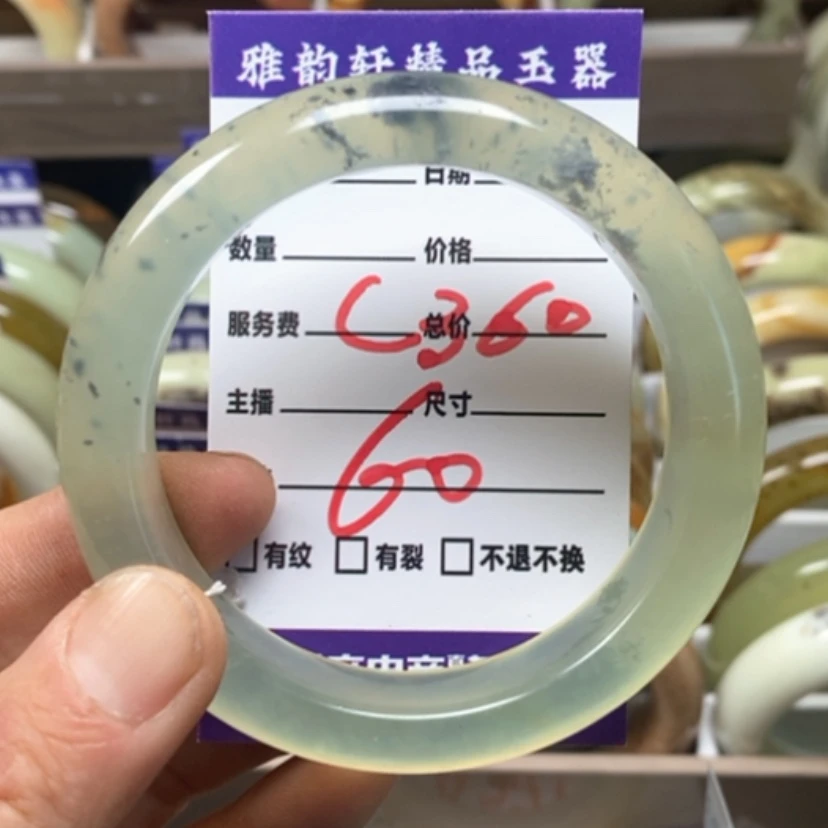 雅韵轩精品玉器
日期
数量 价格
服务费 总价
C360
主播 尺寸
60
有纹 有裂 不退不换